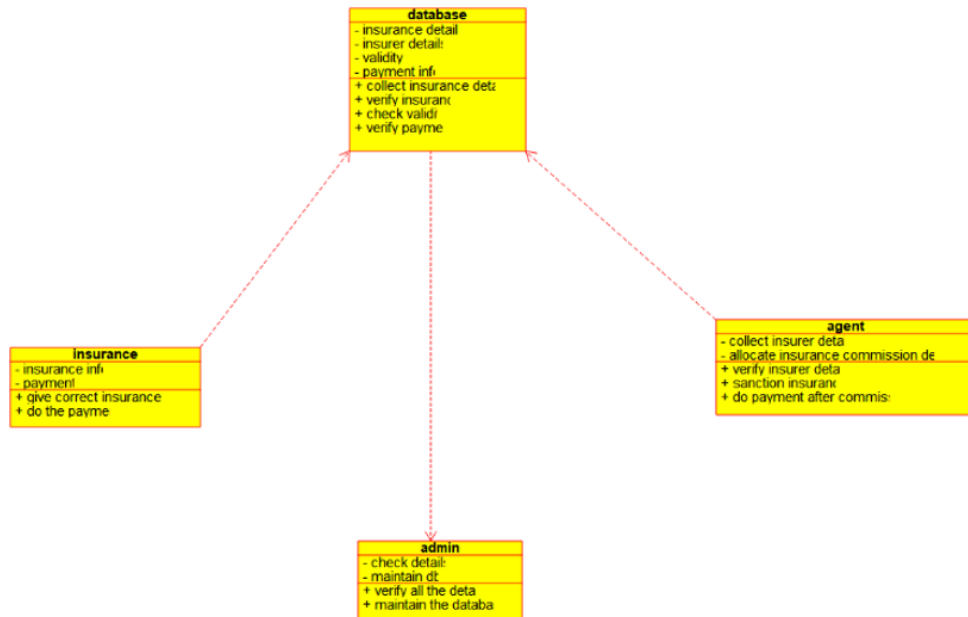 database
- insurance detail
- insurer details
- validity
- payment info
+ collect insurance deta
+ verify insuranc
+ check validi
+ verify payme
insurance
- insurance info
- payment
+ give correct insurance
+ do the payme
agent
- collect insurer deta
- allocate insurance commission de
+ verify insurer deta
+ sanction insuranc
+ do payment after commiss
admin
- check details
- maintain db
+ verify all the deta
+ maintain the databa